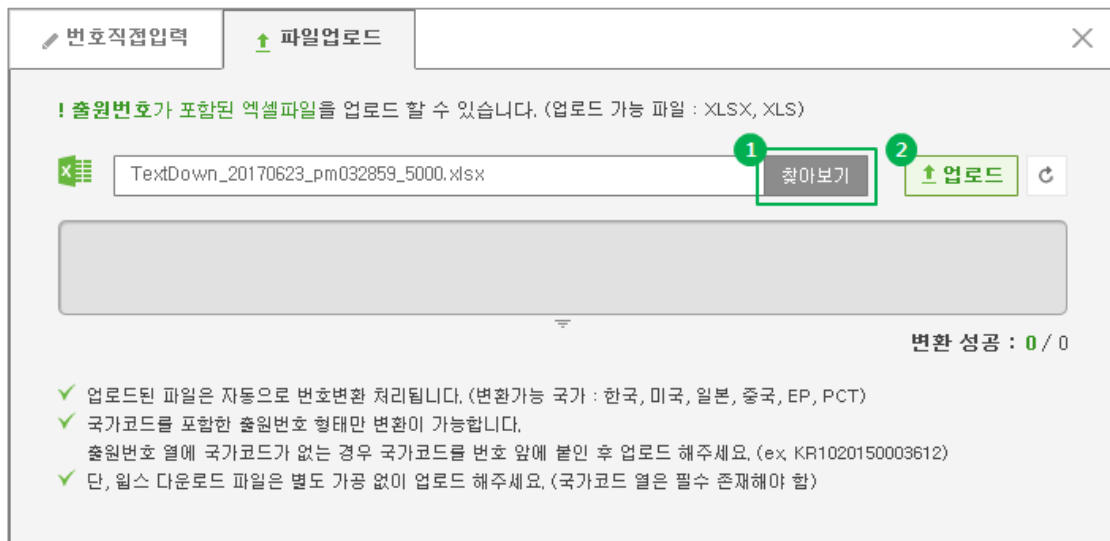 번호직접입력 파일업로드
! 출원번호가 포함된 엑셀파일을 업로드 할 수 있습니다. (업로드 가능 파일 : XLSX, XLS)
1 2
TextDown_20170623_pm032859_5000.xlsx 찾아보기 업로드
변환 성공 : 0 / 0
업로드된 파일은 자동으로 번호변환 처리됩니다. (변환가능 국가 : 한국, 미국, 일본, 중국, EP, PCT)
국가코드를 포함한 출원번호 형태만 변환이 가능합니다.
출원번호 열에 국가코드가 없는 경우 국가코드를 번호 앞에 붙인 후 업로드 해주세요. (ex. KR1020150003612)
단, 윕스 다운로드 파일은 별도 가공 없이 업로드 해주세요. (국가코드 열은 필수 존재해야 함)